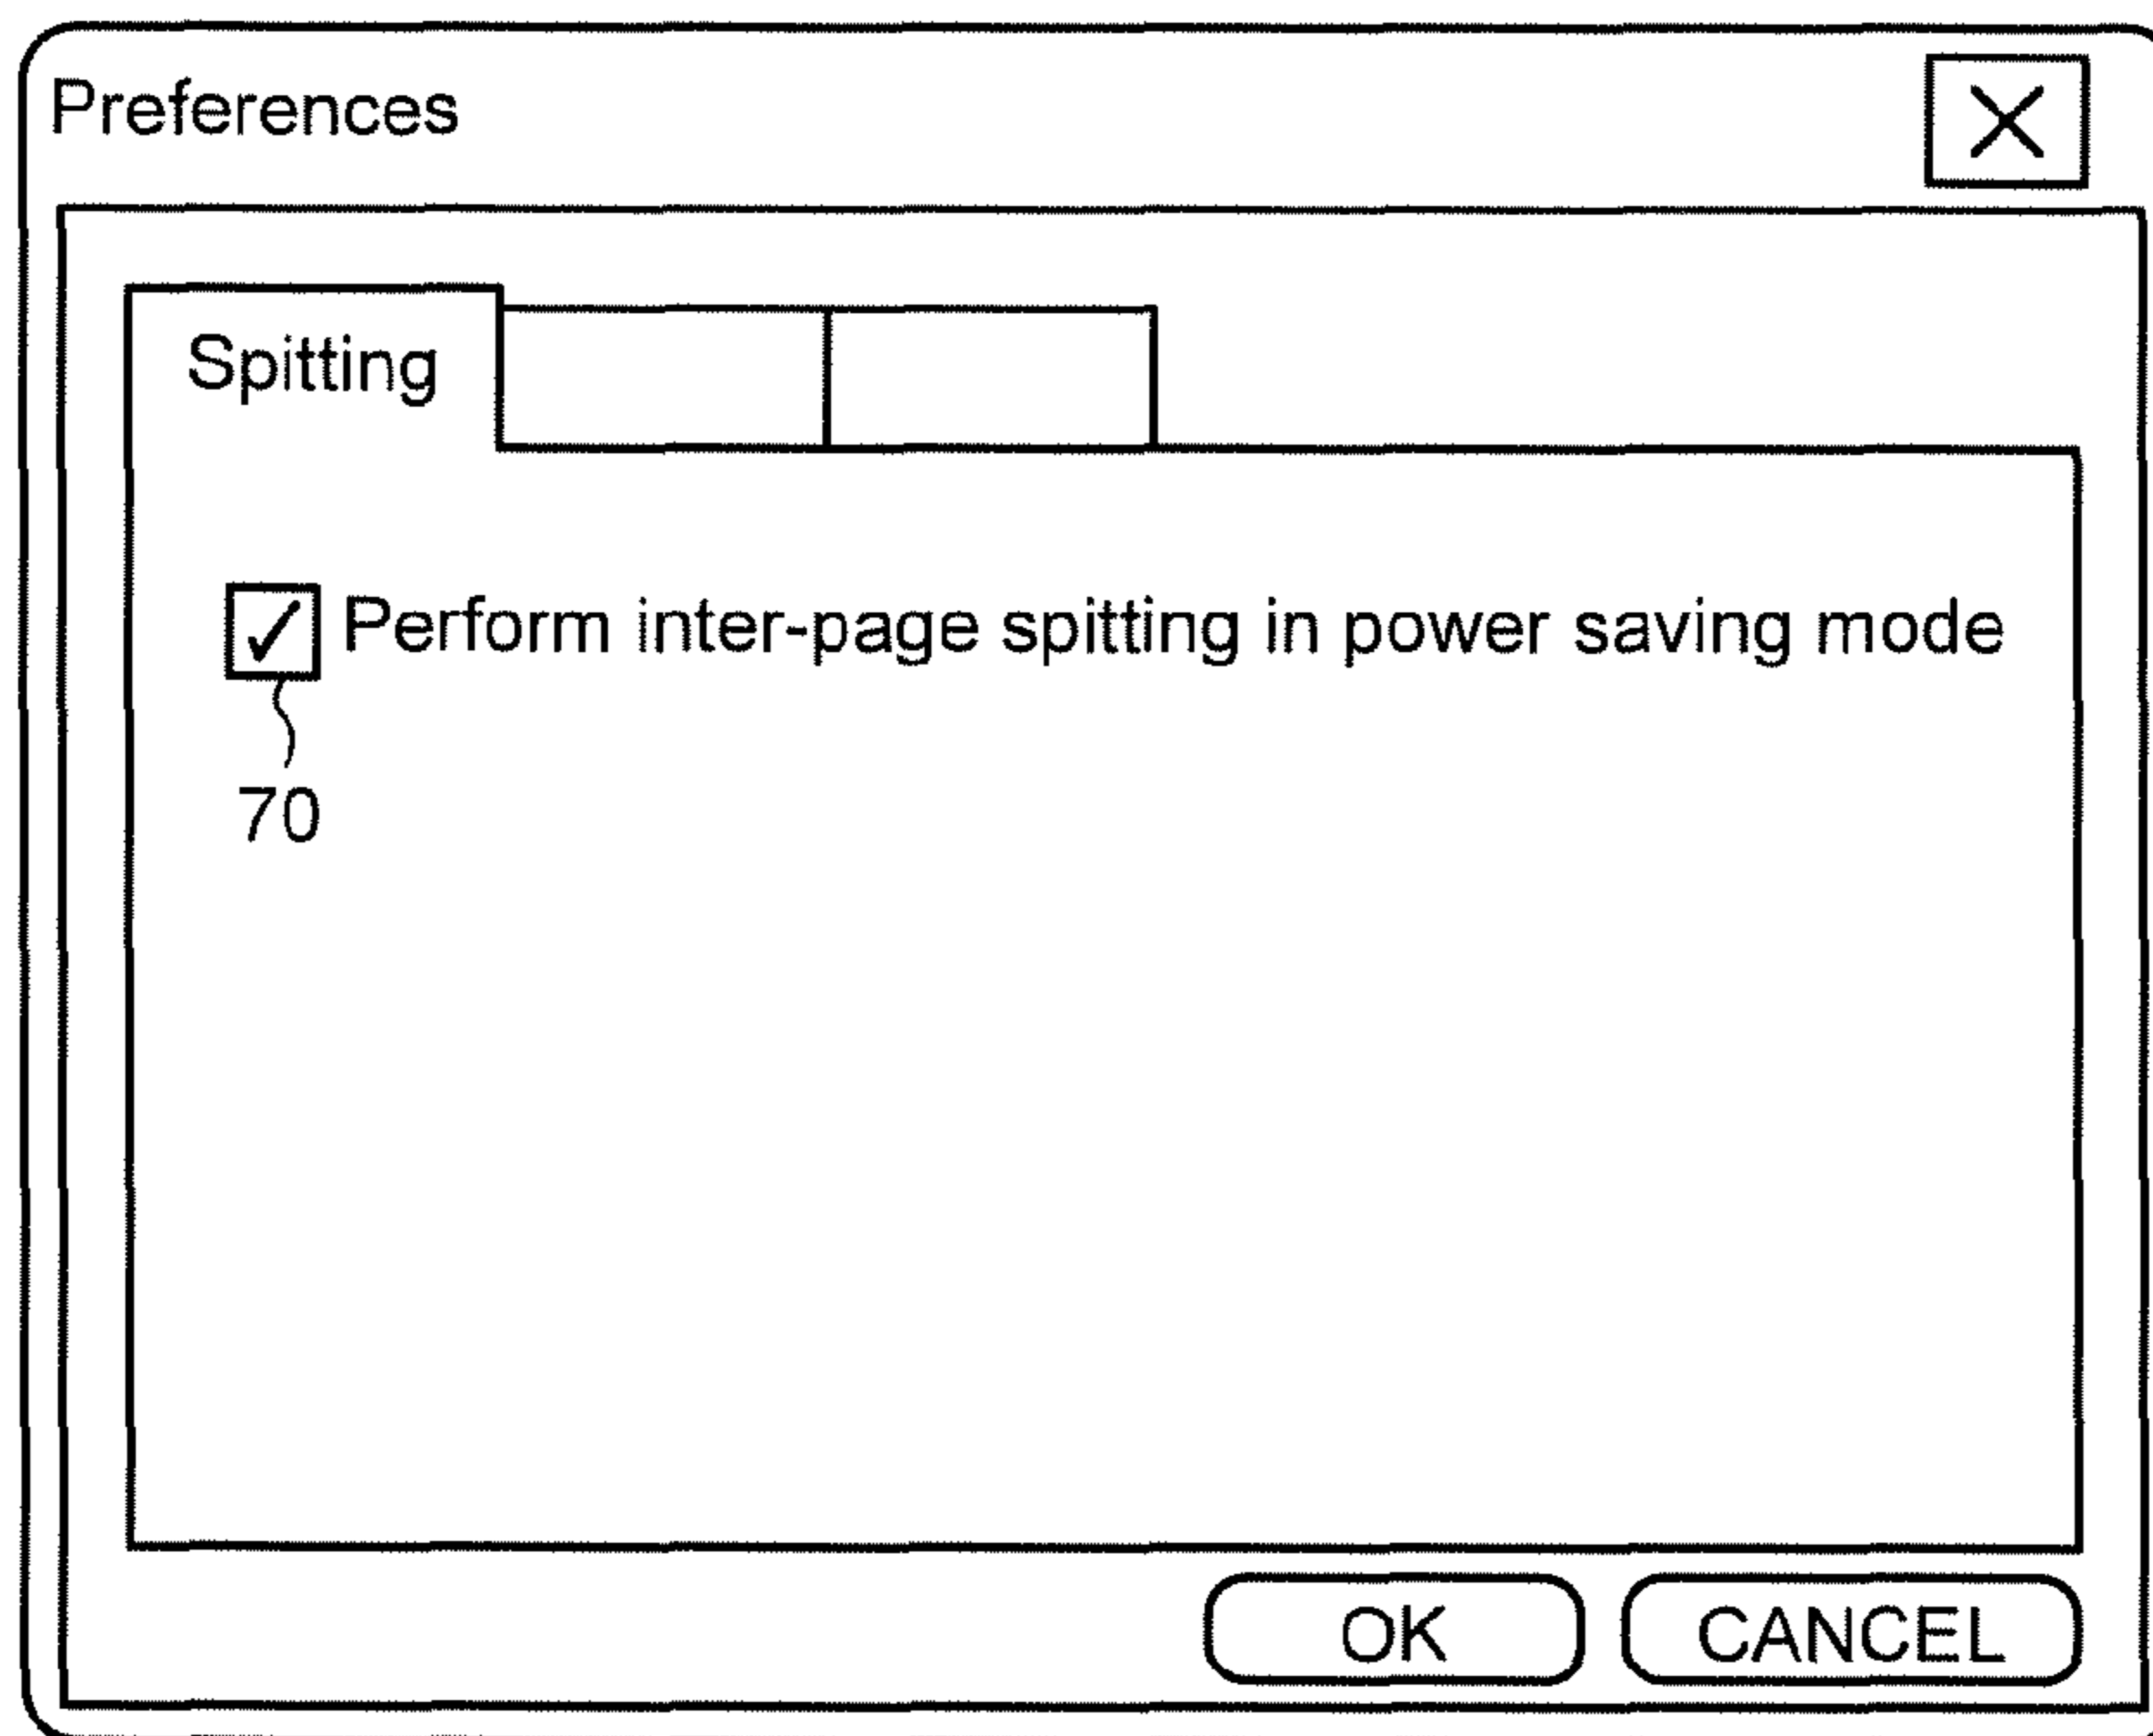 Preferences
Spitting
Perform inter-page spitting in power saving mode
70
OK CANCEL